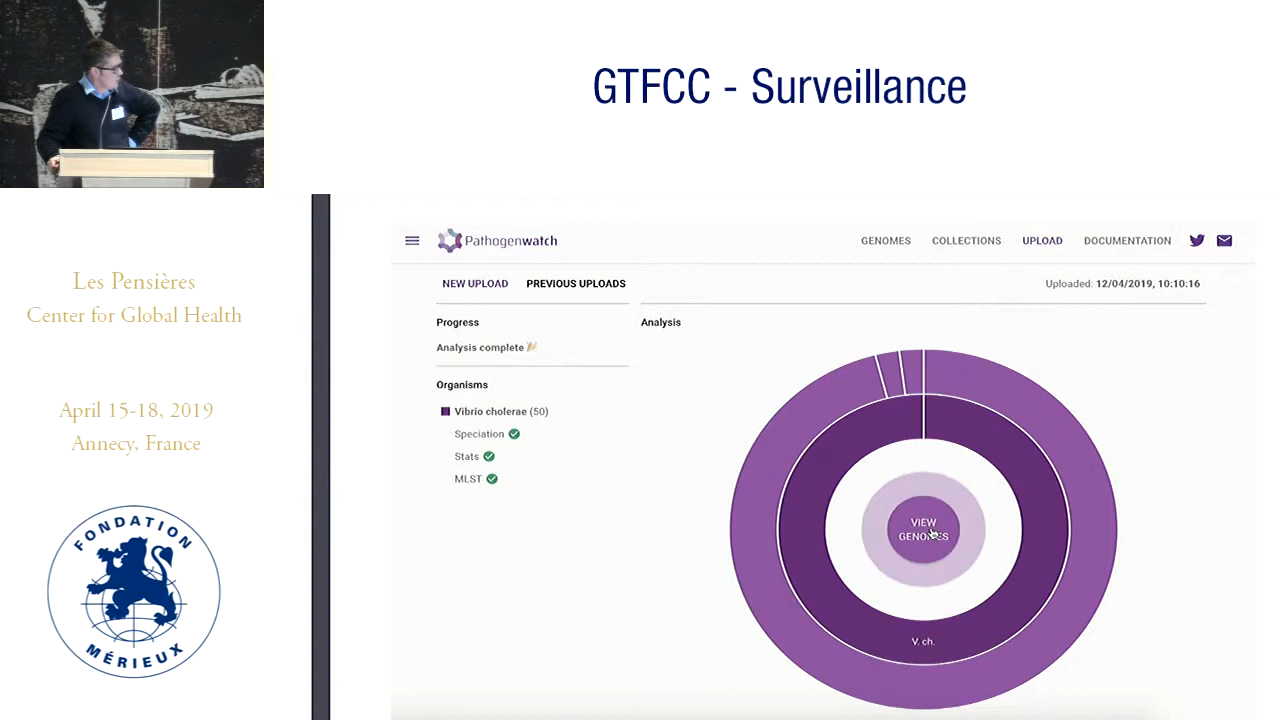 GTFCC - Surveillance
Les Pensières
Center for Global Health
April 15-18, 2019
Annecy, France
FONDATION
MÉRIEUX
Pathogenwatch
GENOMES
COLLECTIONS
UPLOAD
DOCUMENTATION
NEW UPLOAD
PREVIOUS UPLOADS
Uploaded: 12/04/2019, 10:10:16
Progress
Analysis
Analysis complete
Organisms
Vibrio cholerae (50)
Speciation
Stats
MLST
VIEW
GENOMES
V. ch.